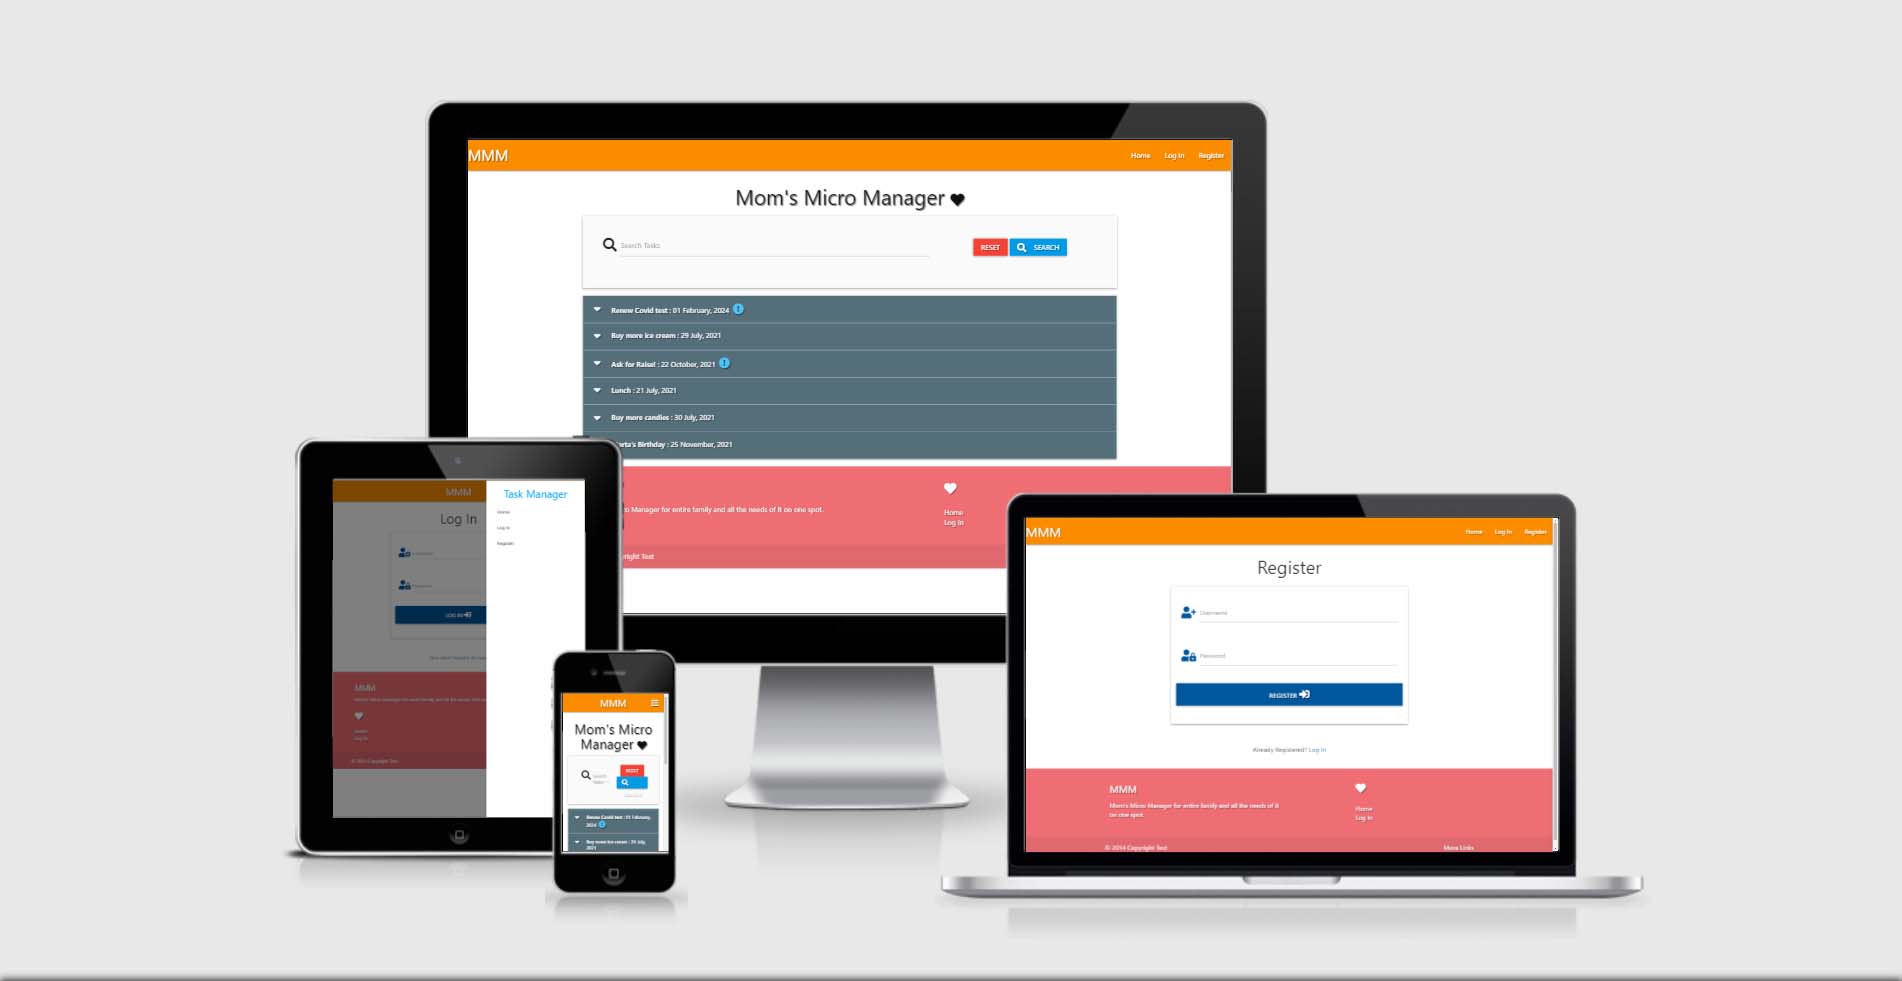 MMM
Home Log In Register
Mom's Micro Manager
Search Tasks
RESET SEARCH
Renew Covid test : 01 February, 2024
Buy more ice cream : 29 July, 2021
Ask for Raise! : 22 October, 2021
Lunch : 21 July, 2021
Buy more candies : 30 July, 2021
arta's Birthday : 25 November, 2021
ro Manager for entire family and all the needs of it on one spot.
Home
Log In
right Text
MMM
Task Manager
Home
Log In
Register
Log In
LOG IN
MMM
Log In
© 2014 Copyright Text
MMM
Mom's Micro
Manager
Search
Tasks
RESET
Renew Covid test : 01 February,
2024
Buy more ice cream : 29 July,
2021
MMM
Home Log In Register
Register
Username
Password
REGISTER
Already Registered? Log In
MMM
Mom's Micro Manager for entire family and all the needs of it
on one spot.
Home
Log In
© 2014 Copyright Text
More Links